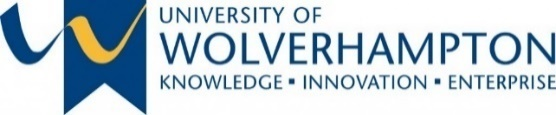 UNIVERSITY OF
WOLVERHAMPTON
KNOWLEDGE ▪ INNOVATION ▪ ENTERPRISE